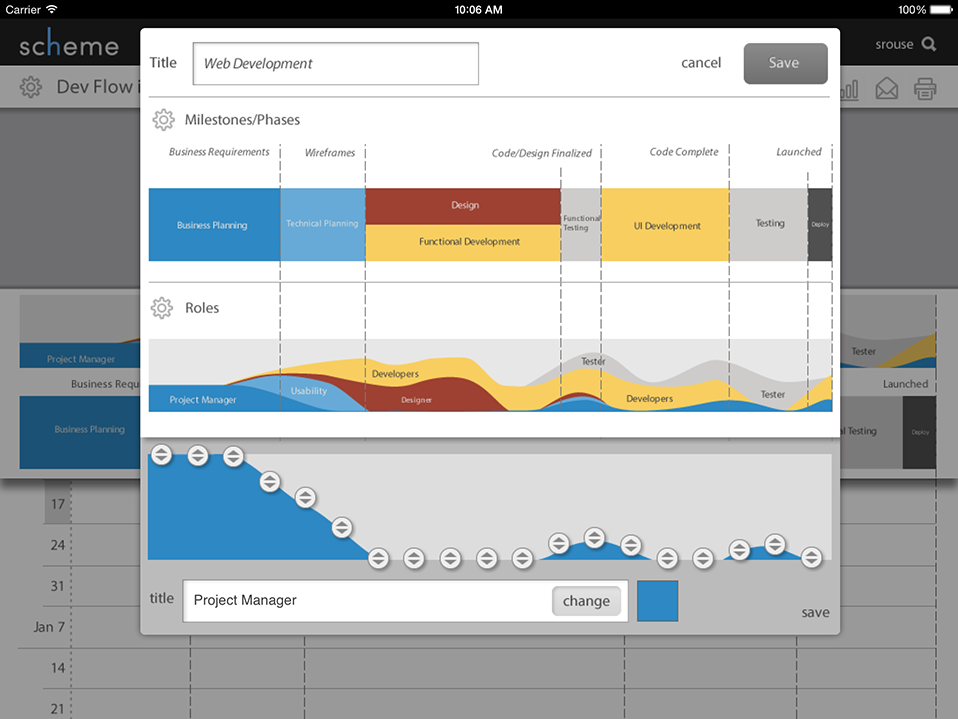 Carrier 10:06 AM 100%
scheme
srouse
Dev Flow i
Title Web Development cancel Save
Milestones/Phases
Business Requirements Wireframes Code/Design Finalized Code Complete Launched
Business Planning Technical Planning Design Functional Development Functional Testing UI Development Testing Deploy
Roles
Project Manager Usability Developers Designer Tester Developers Tester
Project Manager Tester
Business Requ Launched
Business Planning al Testing Deploy
17
24
31
Jan 7
14
21
title Project Manager change
save